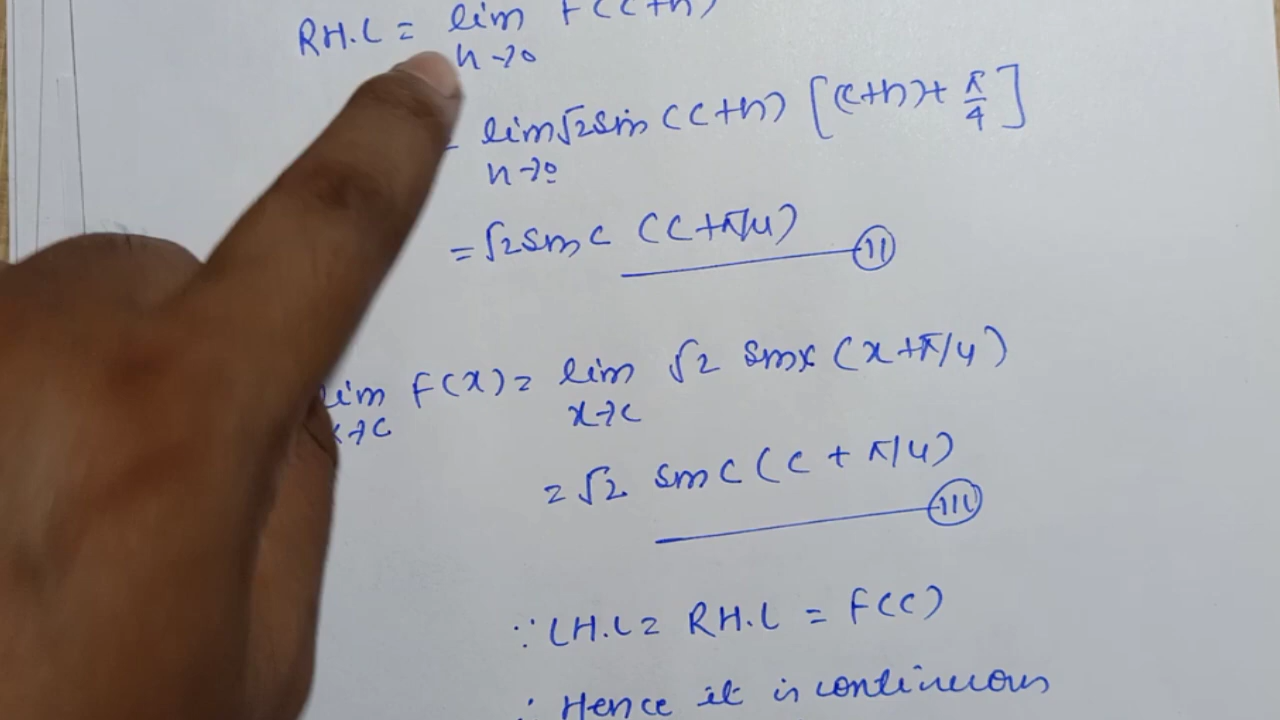 RH.L = lim f(c+h)
h→0
= lim √2 sin (c+h) [(c+h)+ π/4]
h→0
= √2 sin c (c+π/4) (II)
lim f(x) = lim √2 sin x (x+π/4)
x→c x→c
= √2 sin c (c + π/4) (III)
∵ LH.L = RH.L = f(c)
∴ Hence it is continuous